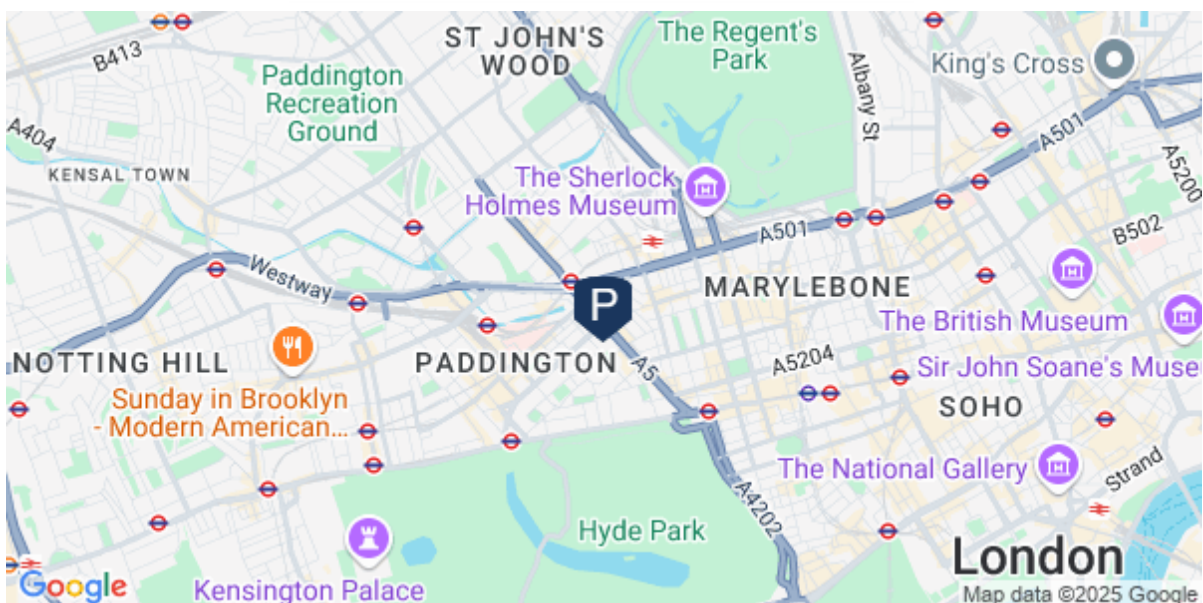 B413
ST JOHN'S
WOOD
The Regent's
Park
Albany St
King's Cross
Paddington
Recreation
Ground
A404
KENSAL TOWN
A501
A5200
The Sherlock
Holmes Museum
A501
B502
Westway
P
MARYLEBONE
The British Museum
NOTTING HILL
PADDINGTON
A5
A5204
Sir John Soane's Museu
Sunday in Brooklyn
- Modern American...
SOHO
The National Gallery
Strand
A4202
Hyde Park
London
Kensington Palace
Google
Map data ©2025 Google